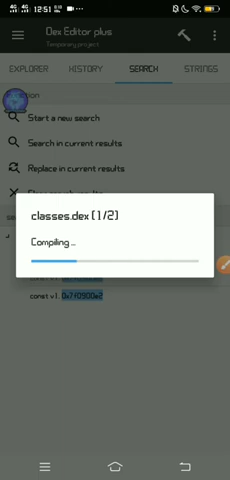 12:51
Dex Editor plus
Temporary project
EXPLORER HISTORY SEARCH STRINGS
Start a new search
Search in current results
Replace in current results
classes.dex [1/2]
Compiling ...
const v1, 0x7f0900e2